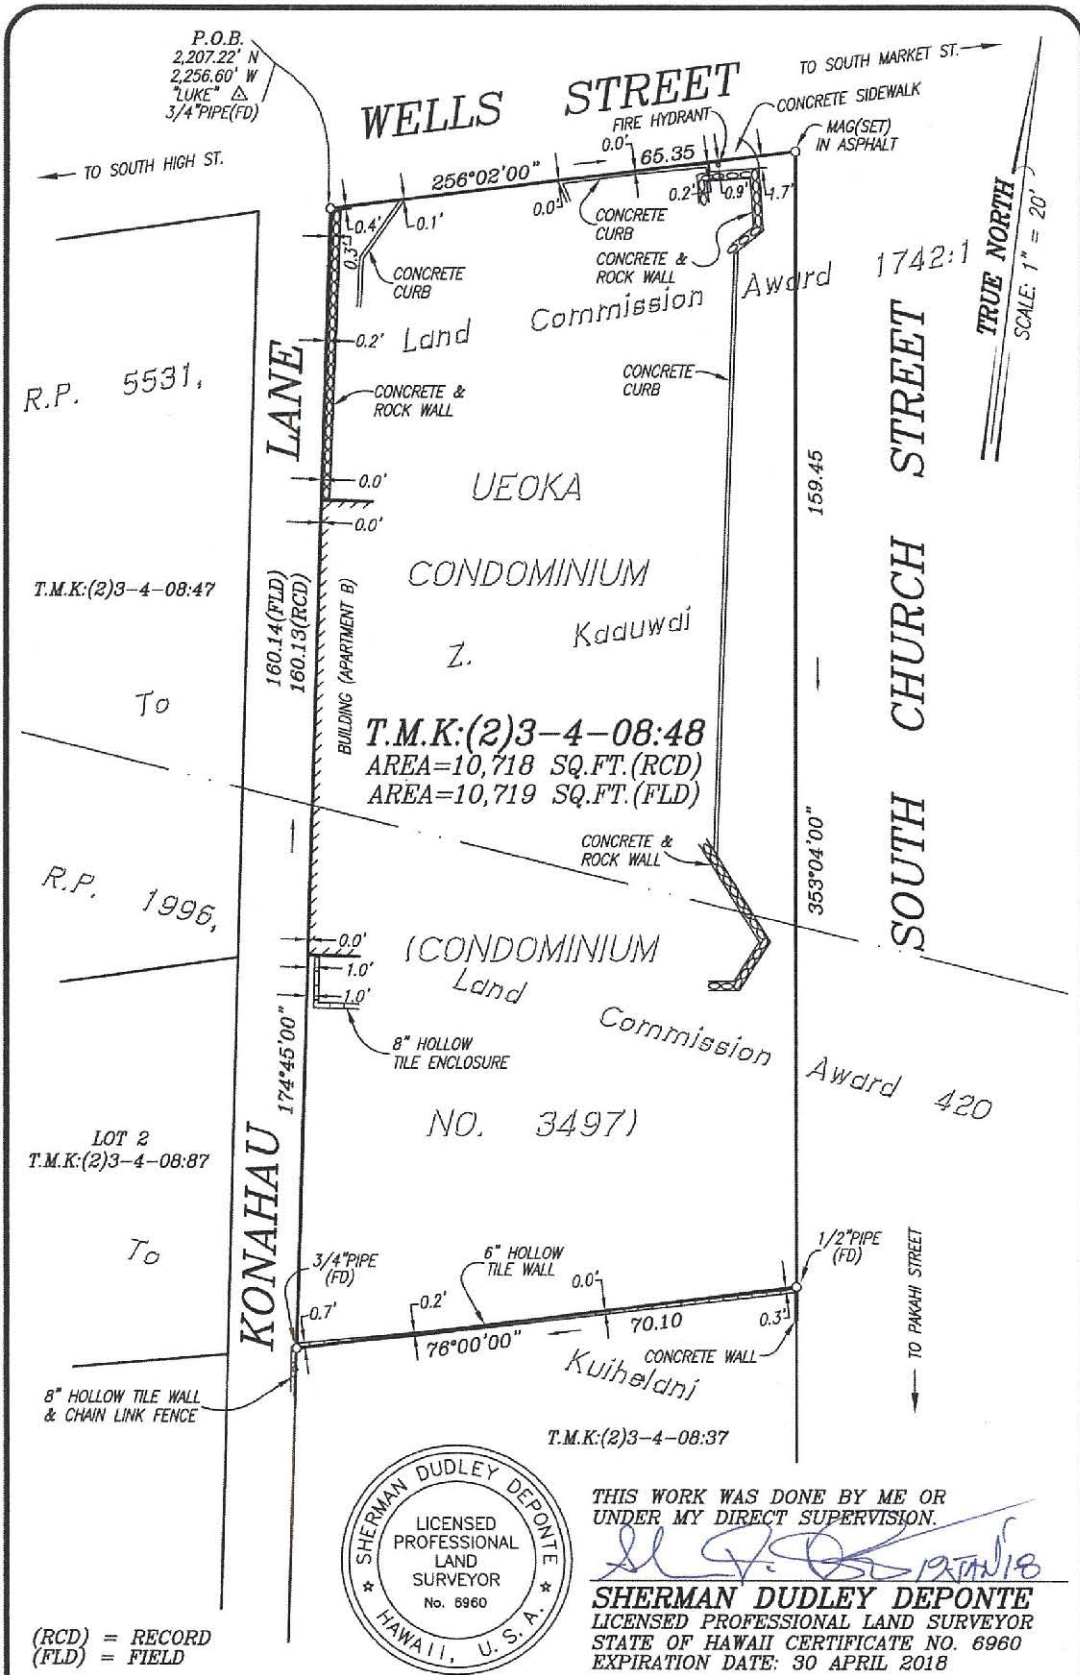 P.O.B.
2,207.22' N
2,256.60' W
"LUKE" △
3/4"PIPE(FD)
WELLS STREET
TO SOUTH MARKET ST.
TO SOUTH HIGH ST.
CONCRETE SIDEWALK
FIRE HYDRANT
MAG(SET)
IN ASPHALT
TRUE NORTH
SCALE: 1" = 20'
256°02'00"
0.0'
65.35
0.4'
0.1'
0.0'
0.2'
0.9'
1.7'
0.3'
CONCRETE
CURB
CONCRETE
CURB
CONCRETE &
ROCK WALL
Land Commission Award 1742:1
0.2'
R.P. 5531,
CONCRETE &
ROCK WALL
CONCRETE
CURB
KONAHAU LANE
SOUTH CHURCH STREET
0.0'
0.0'
159.45
UEOKA
CONDOMINIUM
T.M.K:(2)3-4-08:47
160.14(FLD)
160.13(RCD)
BUILDING (APARTMENT B)
Z. Kaauwai
To
T.M.K:(2)3-4-08:48
AREA=10,718 SQ.FT.(RCD)
AREA=10,719 SQ.FT.(FLD)
CONCRETE &
ROCK WALL
353°04'00"
R.P. 1996,
0.0'
1.0'
1.0'
(CONDOMINIUM
Land Commission Award 420
8" HOLLOW
TILE ENCLOSURE
174°45'00"
NO. 3497)
LOT 2
T.M.K:(2)3-4-08:87
To
3/4"PIPE
(FD)
6" HOLLOW
TILE WALL
1/2"PIPE
(FD)
TO PAKAHI STREET
0.7'
0.2'
0.0'
0.3'
76°00'00"
70.10
CONCRETE WALL
Kuihelani
8" HOLLOW TILE WALL
& CHAIN LINK FENCE
T.M.K:(2)3-4-08:37
SHERMAN DUDLEY DEPONTE
LICENSED
PROFESSIONAL
LAND
SURVEYOR
No. 6960
HAWAII, U.S.A.
THIS WORK WAS DONE BY ME OR
UNDER MY DIRECT SUPERVISION.
19JAN'18
SHERMAN DUDLEY DEPONTE
LICENSED PROFESSIONAL LAND SURVEYOR
STATE OF HAWAII CERTIFICATE NO. 6960
EXPIRATION DATE: 30 APRIL 2018
(RCD) = RECORD
(FLD) = FIELD